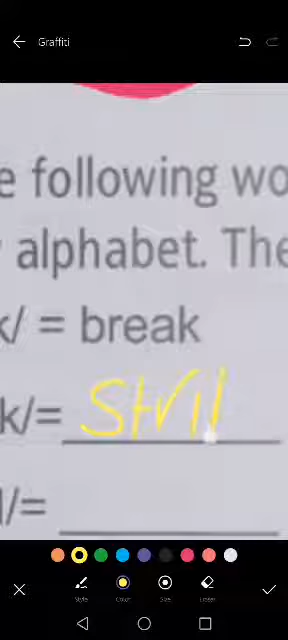 Graffiti
e following wo
alphabet. The
k/ = break
k/= Stril
/=
Style
Color
Size
Eraser